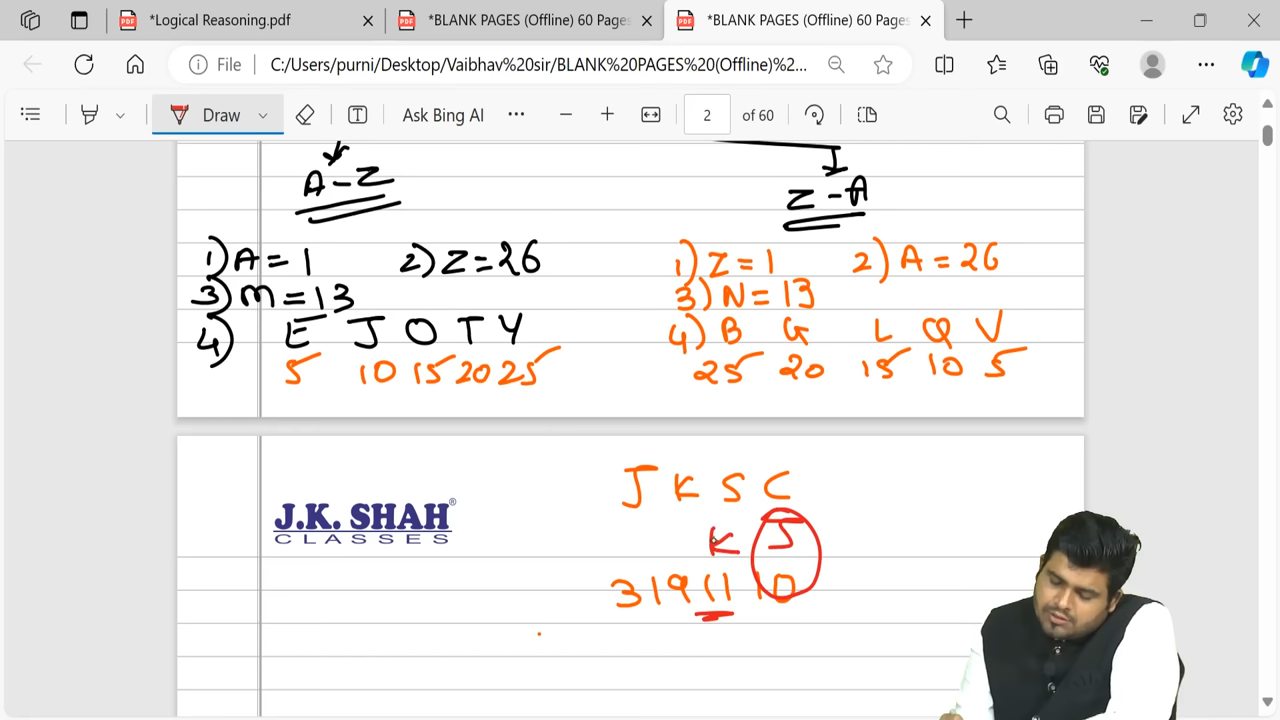 *Logical Reasoning.pdf
*BLANK PAGES (Offline) 60 Pages
*BLANK PAGES (Offline) 60 Pages
File
C:/Users/purni/Desktop/Vaibhav%20sir/BLANK%20PAGES%20(Offline)%2...
Draw
Ask Bing AI
2
of 60
A - Z
Z - A
1) A = 1 2) Z = 26
3) M = 13
4) E J O T Y
5 10 15 20 25
1) Z = 1 2) A = 26
3) N = 13
4) B G L Q V
25 20 15 10 5
J.K. SHAH®
CLASSES
J K S C
K J
3 19 11 10